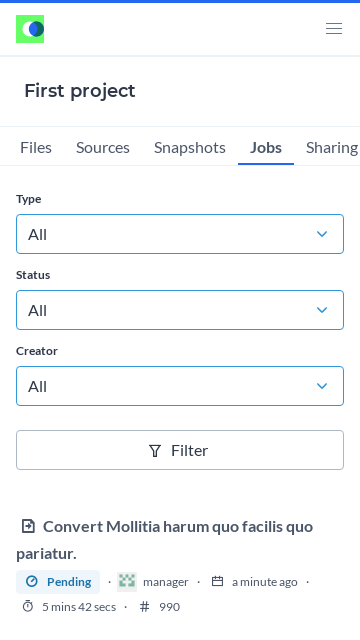 First project
Files Sources Snapshots Jobs Sharing
Type
All
Status
All
Creator
All
Filter
Convert Mollitia harum quo facilis quo
pariatur.
Pending · manager · a minute ago ·
5 mins 42 secs · # 990